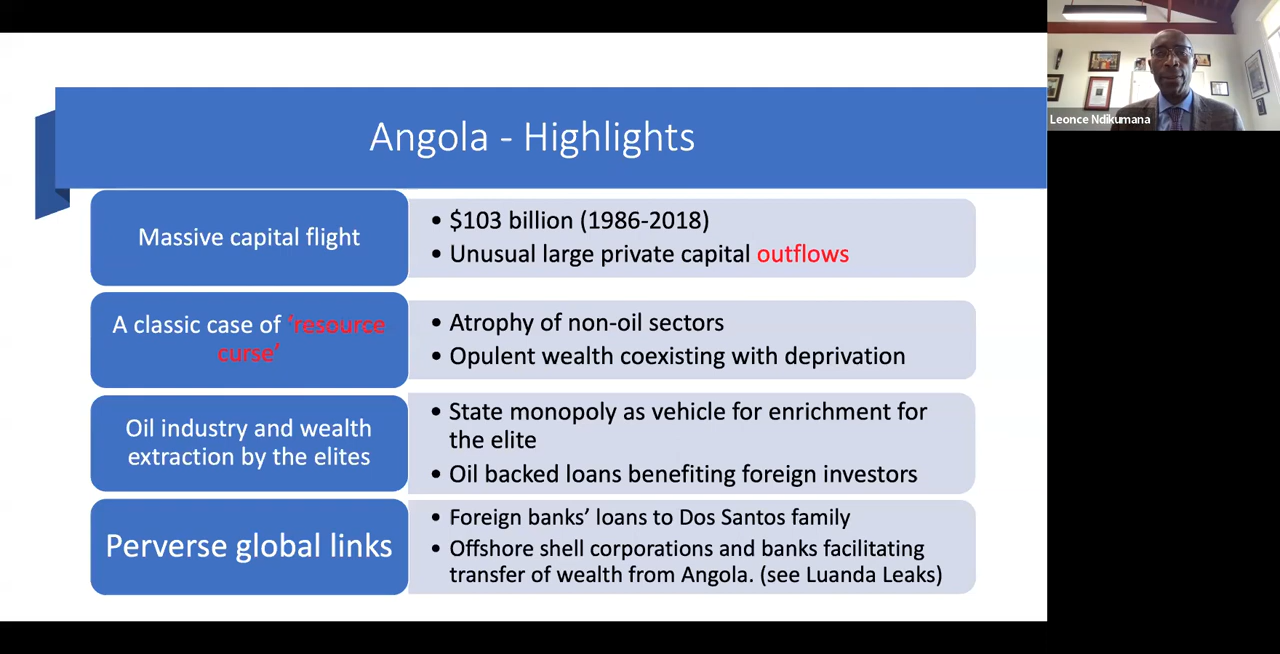 Angola - Highlights
Massive capital flight
• $103 billion (1986-2018)
• Unusual large private capital outflows
A classic case of ‘resource
curse’
• Atrophy of non-oil sectors
• Opulent wealth coexisting with deprivation
Oil industry and wealth
extraction by the elites
• State monopoly as vehicle for enrichment for
the elite
• Oil backed loans benefiting foreign investors
Perverse global links
• Foreign banks’ loans to Dos Santos family
• Offshore shell corporations and banks facilitating
transfer of wealth from Angola. (see Luanda Leaks)
Leonce Ndikumana